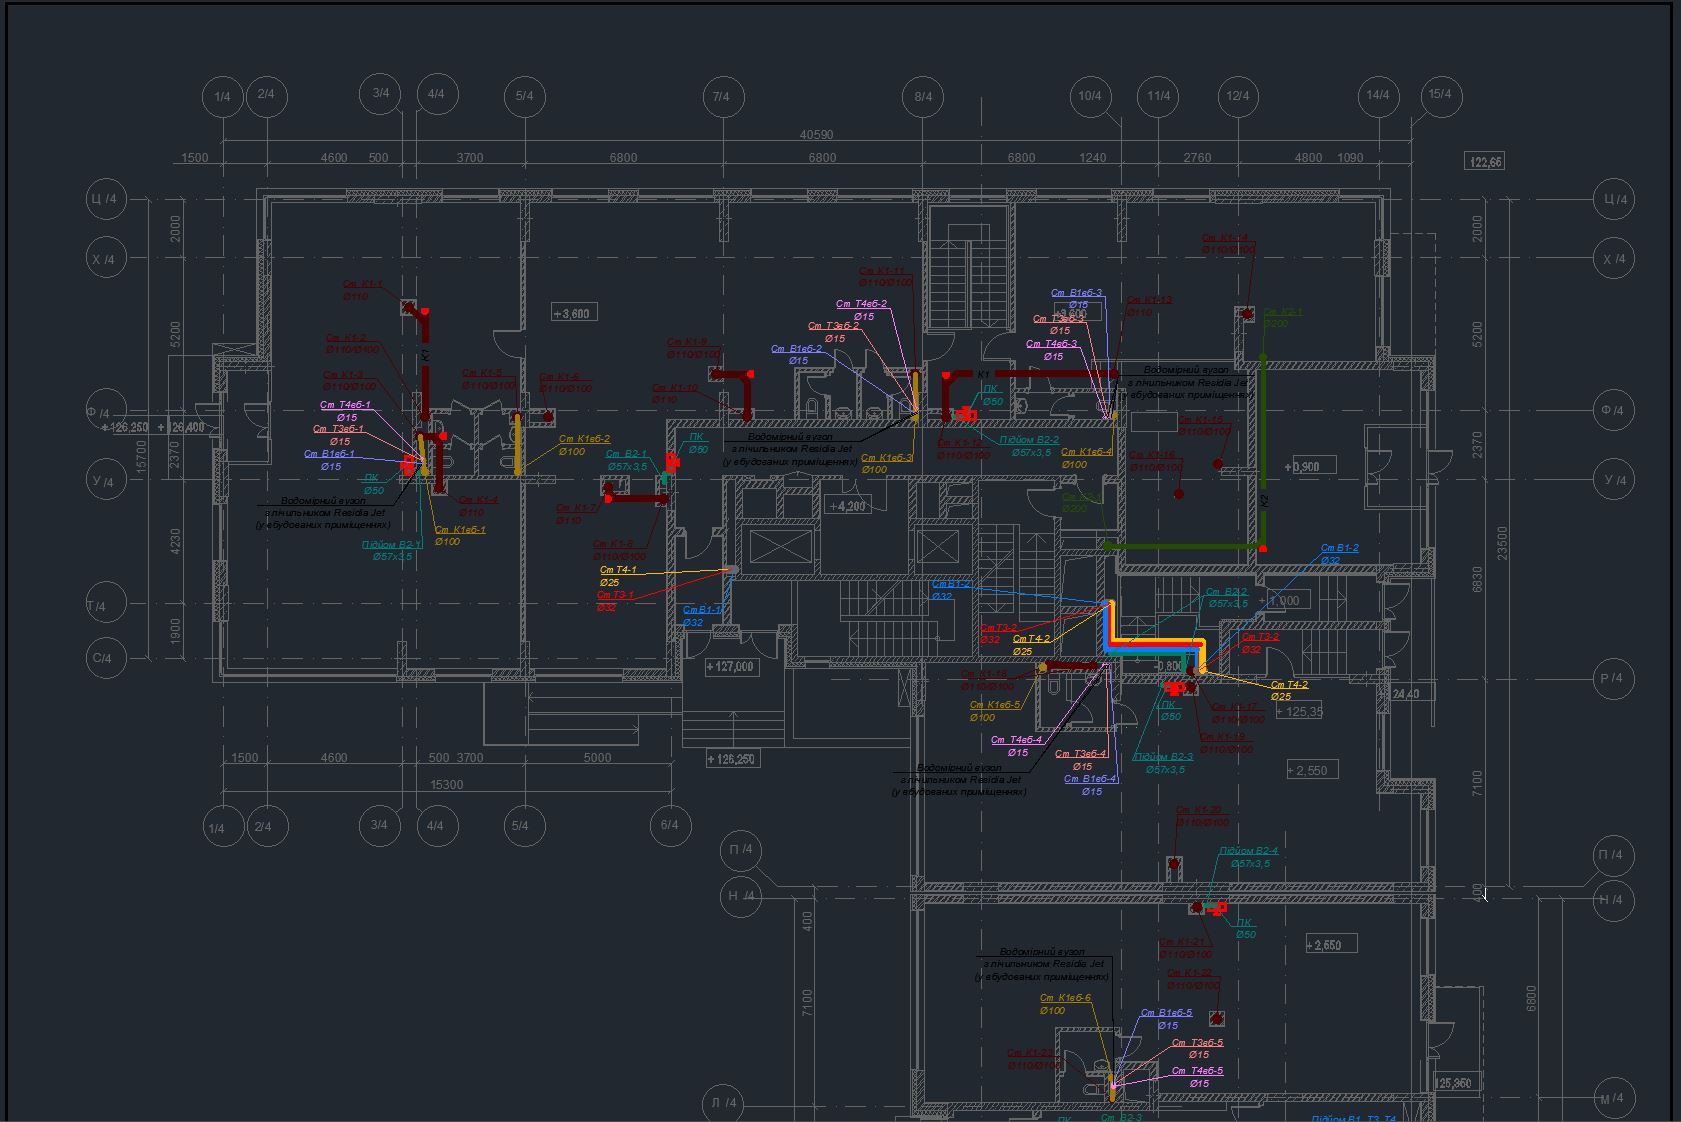 1/4
2/4
3/4
4/4
5/4
7/4
8/4
10/4
11/4
12/4
14/4
15/4
40590
1500
4600
500
3700
6800
6800
6800
1240
2760
4800
1090
122,66
Ц/4
Ц/4
2000
2000
Х/4
Х/4
Ст К1-14
Ø110/Ø100
Ст К1-11
Ø110/Ø100
Ст К1-1
Ø110
Ст В1вб-3
Ø15
Ст К1-13
Ø110
+3,600
Ст Т4вб-2
Ø15
Ст Т3вб-3
Ø15
Ст К2-1
Ø200
Ст Т3вб-2
Ø15
5200
5200
Ст К1-2
Ø110/Ø100
Ст К1-9
Ø110/Ø100
Ст В1вб-2
Ø15
Ст Т4вб-3
Ø15
К1
К1
Ст К1-3
Ø110/Ø100
Ст К1-5
Ø110/Ø100
Ст К1-6
Ø110/Ø100
Ст К1-10
Ø110
ПК
Ø50
Водомірний вузол
з лічильником Residia Jet
(у вбудованих приміщеннях)
Ф/4
Ф/4
+126,250
+126,400
Ст Т4вб-1
Ø15
Ст Т3вб-1
Ø15
Ст В1вб-1
Ø15
Ст К1вб-2
Ø100
ПК
Ø50
Водомірний вузол
з лічильником Residia Jet
(у вбудованих приміщеннях)
Ст К1-12
Ø110/Ø100
Підйом В2-2
Ø57х3,5
Ст К1-15
Ø110/Ø100
Ст К1вб-3
Ø100
Ст К1вб-4
Ø100
Ст К1-16
Ø110/Ø100
+0,900
15700
2370
2370
Ст В2-1
Ø57х3,5
У/4
У/4
ПК
Ø50
Водомірний вузол
з лічильником Residia Jet
(у вбудованих приміщеннях)
Ст К1-4
Ø110
Ст К1-7
Ø110
+4,200
Ø200
К2
Ст К1вб-1
Ø100
Підйом В2-1
Ø57х3,5
Ст К1-8
Ø110/Ø100
4230
23500
6830
Ст Т4-1
Ø25
Ст Т3-1
Ø32
Ст В1-1
Ø32
Ст В1-2
Ø32
Ст В1-2
Ø32
Ø57х3,5
+1,000
Т/4
1900
Ст Т3-2
Ø32
Ст Т4-2
Ø25
Ст Т3-2
Ø32
С/4
+127,000
-0,800
Ст К1-18
Ø110/Ø100
Ст Т4-2
Ø25
Р/4
24,40
Ст К1вб-5
Ø100
ПК
Ø50
Ст К1-17
Ø110/Ø100
+125,35
Ст Т4вб-4
Ø15
Ст Т3вб-4
Ø15
Ст К1-19
Ø110/Ø100
Підйом В2-3
Ø57х3,5
1500
4600
500
3700
5000
+126,250
15300
Водомірний вузол
з лічильником Residia Jet
(у вбудованих приміщеннях)
Ст В1вб-4
Ø15
+2,550
7100
1/4
2/4
3/4
4/4
5/4
6/4
Ст К1-20
Ø110/Ø100
П/4
П/4
Підйом В2-4
Ø57х3,5
Н/4
Н/4
400
400
ПК
Ø50
Ст К1-21
Ø110/Ø100
+2,650
Водомірний вузол
з лічильником Residia Jet
(у вбудованих приміщеннях)
Ст К1-22
Ø110/Ø100
7100
6800
Ст К1вб-6
Ø100
Ст В1вб-5
Ø15
Ст К1-23
Ø110/Ø100
Ст Т3вб-5
Ø15
Ст Т4вб-5
Ø15
125,350
Л/4
М/4
ПК
Ст В2-3
Підйом В1, Т3, Т4